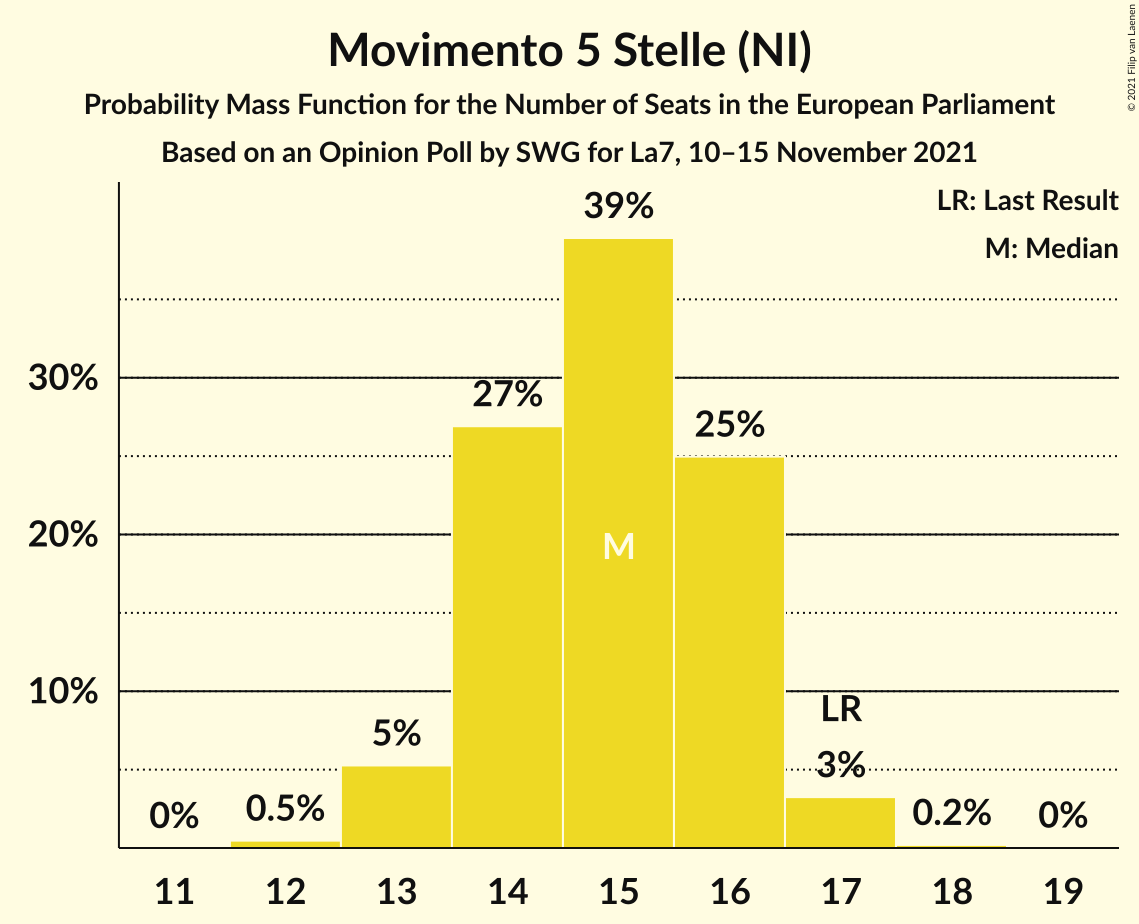 Movimento 5 Stelle (NI)
Probability Mass Function for the Number of Seats in the European Parliament
Based on an Opinion Poll by SWG for La7, 10–15 November 2021
© 2021 Filip van Laenen
LR: Last Result
M: Median
39%
30%
27%
25%
20%
M
10%
LR
5%
3%
0%
0.5%
0.2%
0%
11 12 13 14 15 16 17 18 19